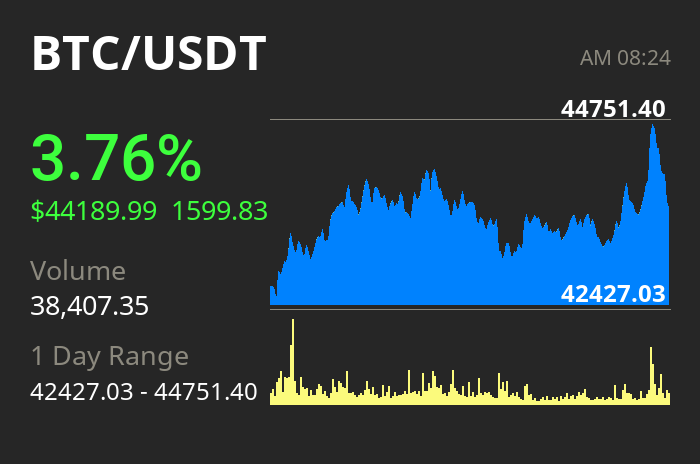 BTC/USDT
AM 08:24
44751.40
3.76%
$44189.99 1599.83
Volume
38,407.35
42427.03
1 Day Range
42427.03 - 44751.40